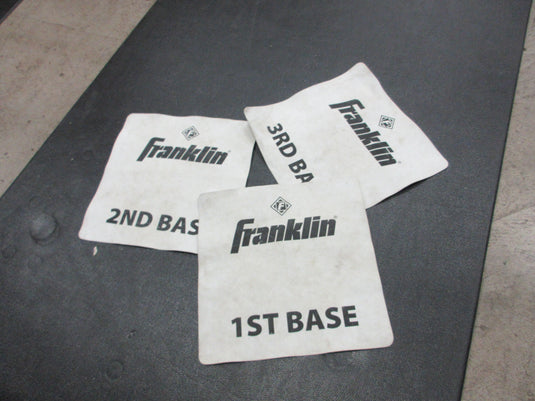 Franklin
3RD BA
Franklin
2ND BAS
Franklin
1ST BASE